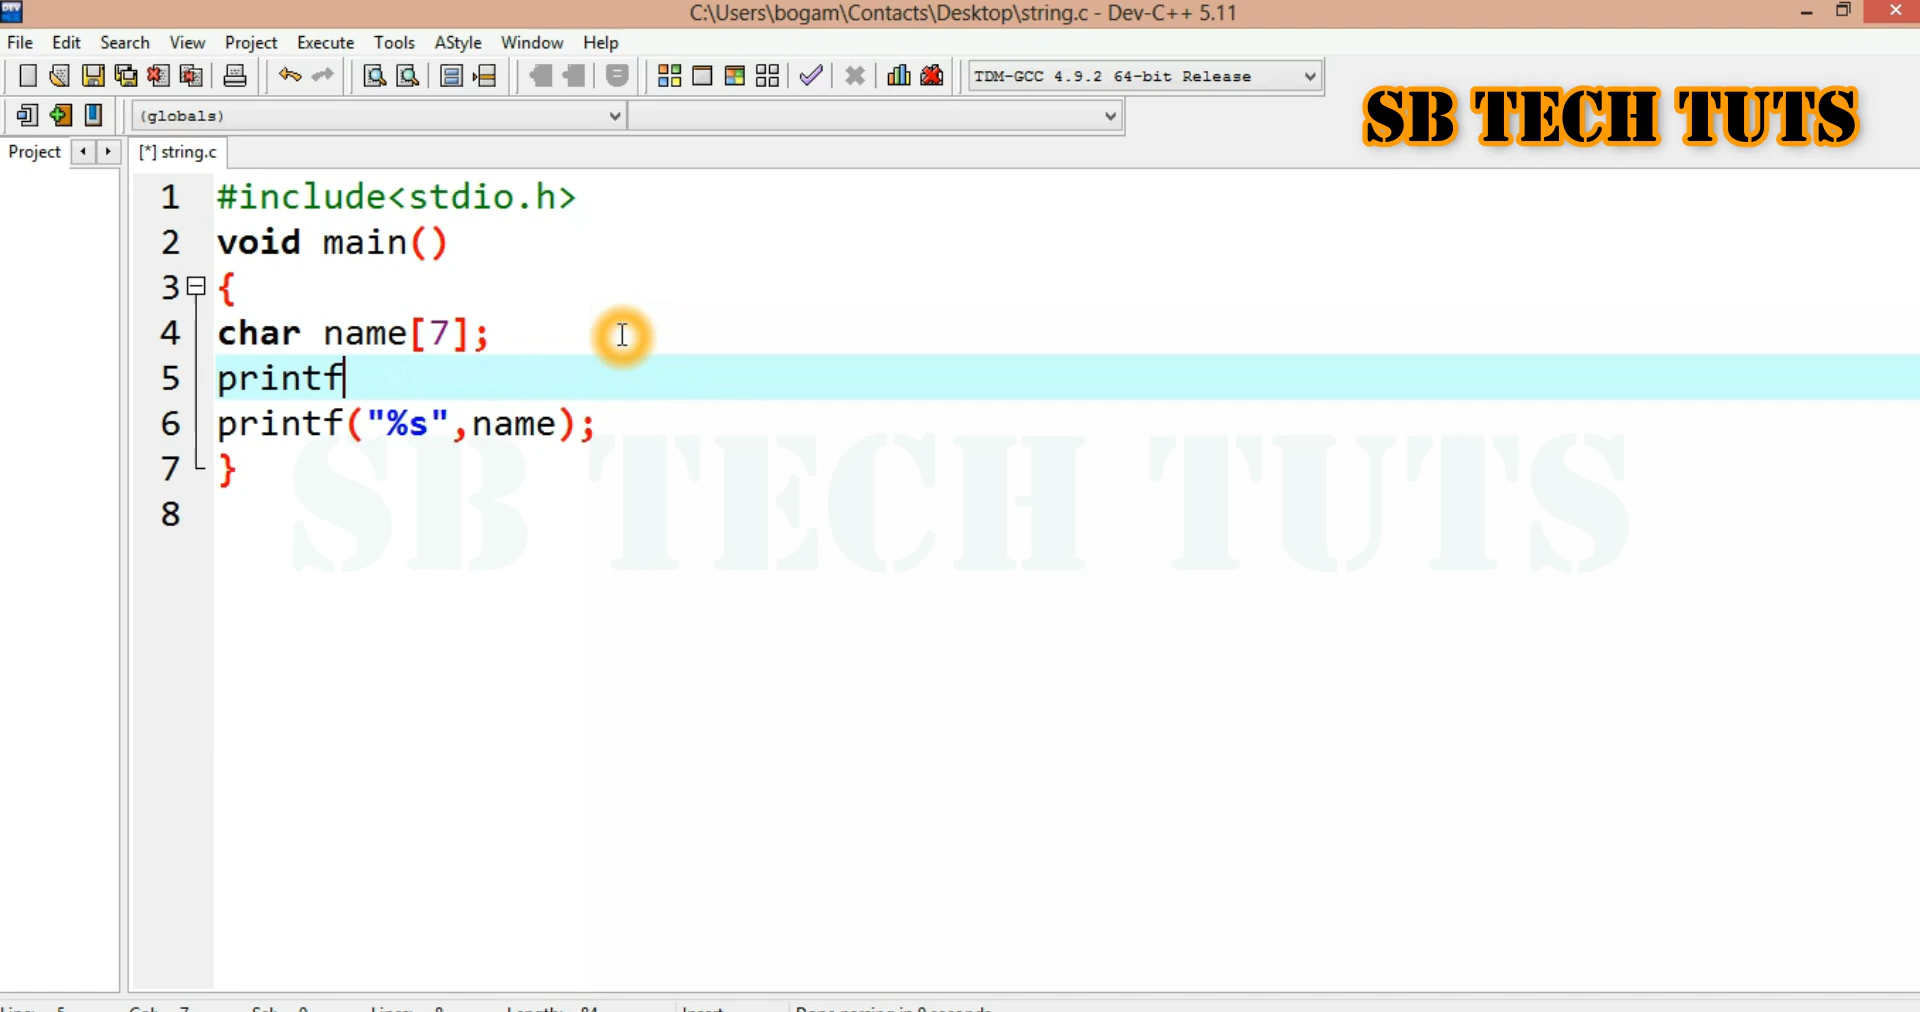 C:\Users\bogam\Contacts\Desktop\string.c - Dev-C++ 5.11
File Edit Search View Project Execute Tools AStyle Window Help
TDM-GCC 4.9.2 64-bit Release
(globals)
SB TECH TUTS
Project [*] string.c
1 #include<stdio.h>
2 void main()
3 {
4 char name[7];
5 printf
6 printf("%s",name);
7 }
8
SB TECH TUTS